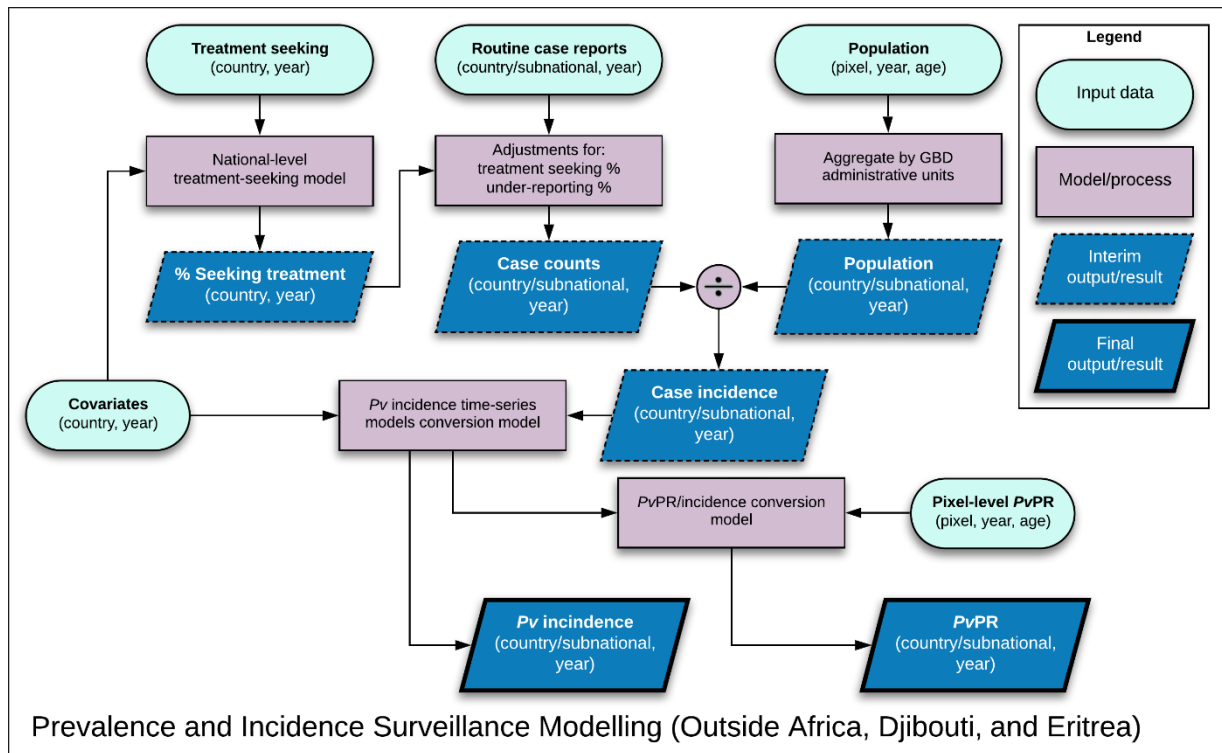 Treatment seeking
(country, year)
Routine case reports
(country/subnational, year)
Population
(pixel, year, age)
Legend
Input data
National-level
treatment-seeking model
Adjustments for:
treatment seeking %
under-reporting %
Aggregate by GBD
administrative units
Model/process
% Seeking treatment
(country, year)
Case counts
(country/subnational,
year)
÷
Population
(country/subnational,
year)
Interim
output/result
Final
output/result
Covariates
(country, year)
Pv incidence time-series
models conversion model
Case incidence
(country/subnational,
year)
PvPR/incidence conversion
model
Pixel-level PvPR
(pixel, year, age)
Pv incindence
(country/subnational,
year)
PvPR
(country/subnational,
year)
Prevalence and Incidence Surveillance Modelling (Outside Africa, Djibouti, and Eritrea)